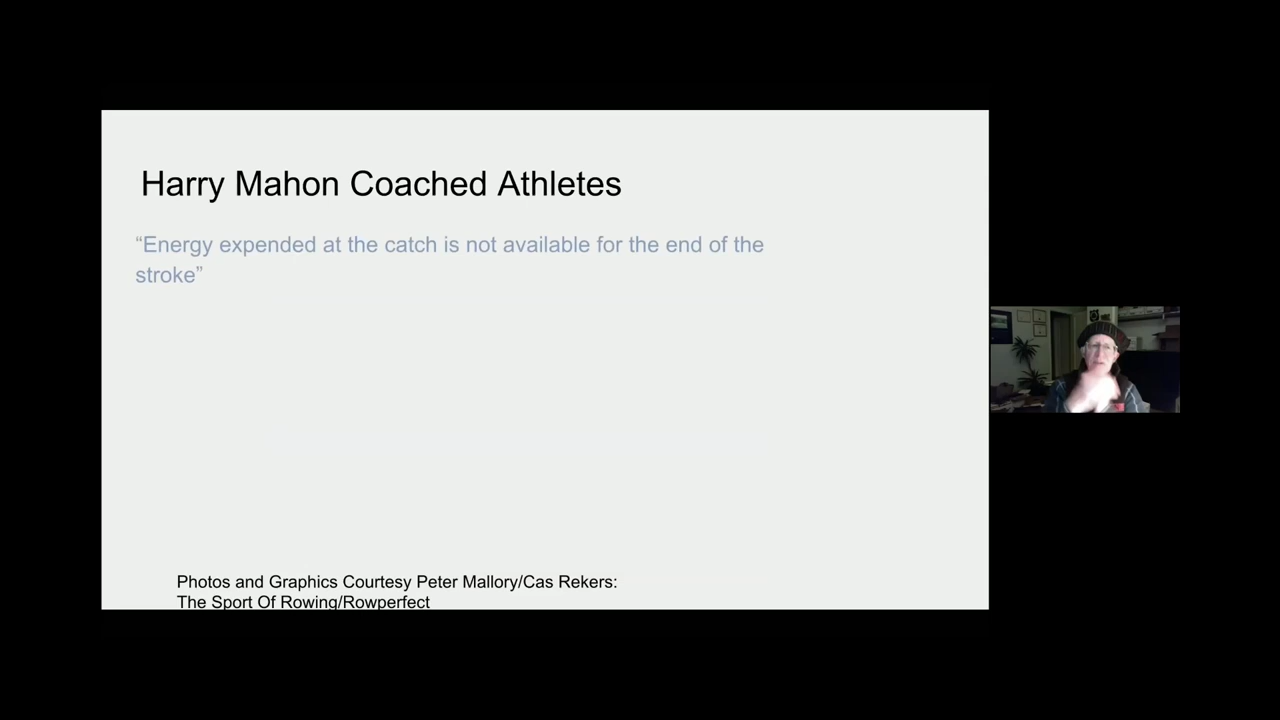 Harry Mahon Coached Athletes
“Energy expended at the catch is not available for the end of the
stroke”
Photos and Graphics Courtesy Peter Mallory/Cas Rekers:
The Sport Of Rowing/Rowperfect